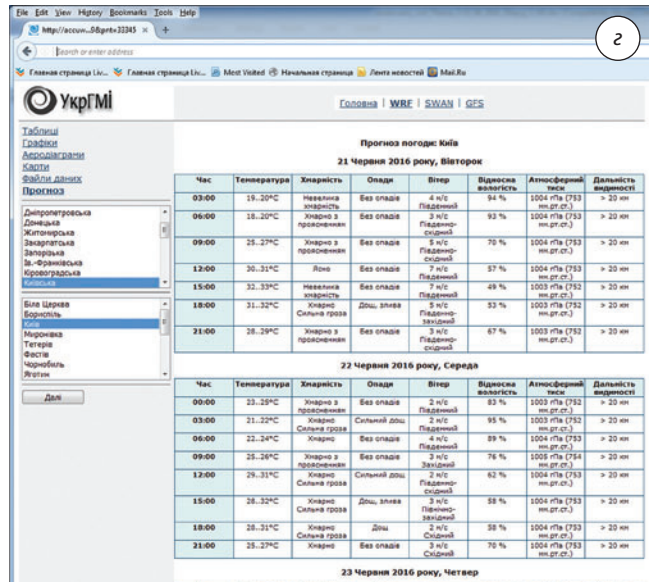 File Edit View History Bookmarks Tools Help
http://accuw...5&prnt=33345 × +
Search or enter address
Главная страница Liv... Главная страница Liv... Most Visited Начальная страница Лента новостей Mail.Ru
г
УкрГМі
Головна | WRF | SWAN | GFS
Таблиці
Графіки
Аеродіаграми
Карти
Файли даних
Прогноз
Дніпропетровська
Донецька
Житомирська
Закарпатська
Запорізька
Ів.-Франківська
Кіровоградська
Київська
Біла Церква
Бориспіль
Київ
Миронівка
Тетерів
Фастів
Чорнобиль
Яготин
Далі
Прогноз погоди: Київ
21 Червня 2016 року, Вівторок
Час Температура Хмарність Опади Вітер Відносна вологість Атмосферний тиск Дальність видимості
03:00 19..20°C Невелика хмарність Без опадів 4 м/с Південний 94 % 1004 гПа (753 мм.рт.ст.) > 20 км
06:00 18..20°C Хмарно з проясненням Без опадів 3 м/с Південно-східний 93 % 1004 гПа (753 мм.рт.ст.) > 20 км
09:00 25..27°C Хмарно з проясненням Без опадів 5 м/с Південно-східний 70 % 1004 гПа (753 мм.рт.ст.) > 20 км
12:00 30..31°C Ясно Без опадів 7 м/с Південний 57 % 1004 гПа (753 мм.рт.ст.) > 20 км
15:00 32..33°C Невелика хмарність Без опадів 7 м/с Південний 49 % 1003 гПа (752 мм.рт.ст.) > 20 км
18:00 31..32°C Хмарно Сильна гроза Дощ, злива 5 м/с Південно-західний 53 % 1003 гПа (752 мм.рт.ст.) > 20 км
21:00 28..29°C Хмарно з проясненням Без опадів 3 м/с Південно-східний 67 % 1003 гПа (752 мм.рт.ст.) > 20 км
22 Червня 2016 року, Середа
Час Температура Хмарність Опади Вітер Відносна вологість Атмосферний тиск Дальність видимості
00:00 23..25°C Хмарно з проясненням Без опадів 2 м/с Південний 83 % 1003 гПа (752 мм.рт.ст.) > 20 км
03:00 21..22°C Хмарно Сильна гроза Сильний дощ 2 м/с Південний 95 % 1003 гПа (752 мм.рт.ст.) > 20 км
06:00 22..24°C Хмарно Без опадів 4 м/с Південний 89 % 1004 гПа (753 мм.рт.ст.) > 20 км
09:00 25..26°C Хмарно з проясненням Без опадів 3 м/с Західний 76 % 1005 гПа (754 мм.рт.ст.) > 20 км
12:00 29..31°C Хмарно Сильна гроза Сильний дощ 2 м/с Південно-східний 62 % 1004 гПа (753 мм.рт.ст.) > 20 км
15:00 28..32°C Хмарно Сильна гроза Дощ, злива 3 м/с Північно-західний 58 % 1004 гПа (753 мм.рт.ст.) > 20 км
18:00 28..31°C Хмарно Сильна гроза Дощ 2 м/с Східний 58 % 1004 гПа (753 мм.рт.ст.) > 20 км
21:00 25..27°C Хмарно Без опадів 3 м/с Східний 70 % 1004 гПа (753 мм.рт.ст.) > 20 км
23 Червня 2016 року, Четвер